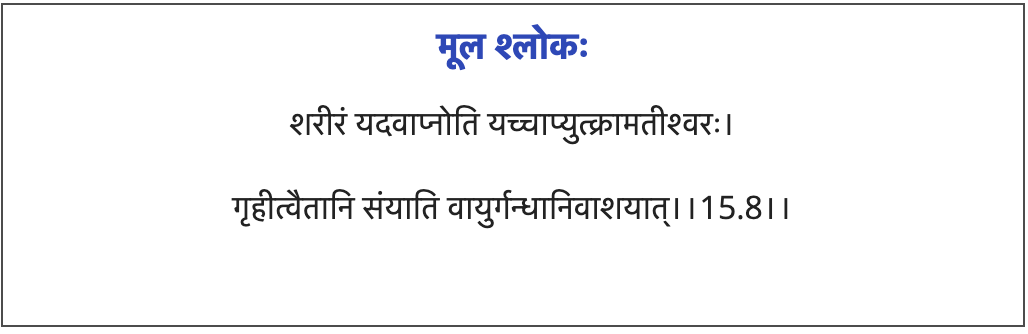 मूल श्लोकः
शरीरं यदवाप्नोति यच्चाप्युत्क्रामतीश्वरः।
गृहीत्वैतानि संयाति वायुर्गन्धानिवाशयात्।।15.8।।